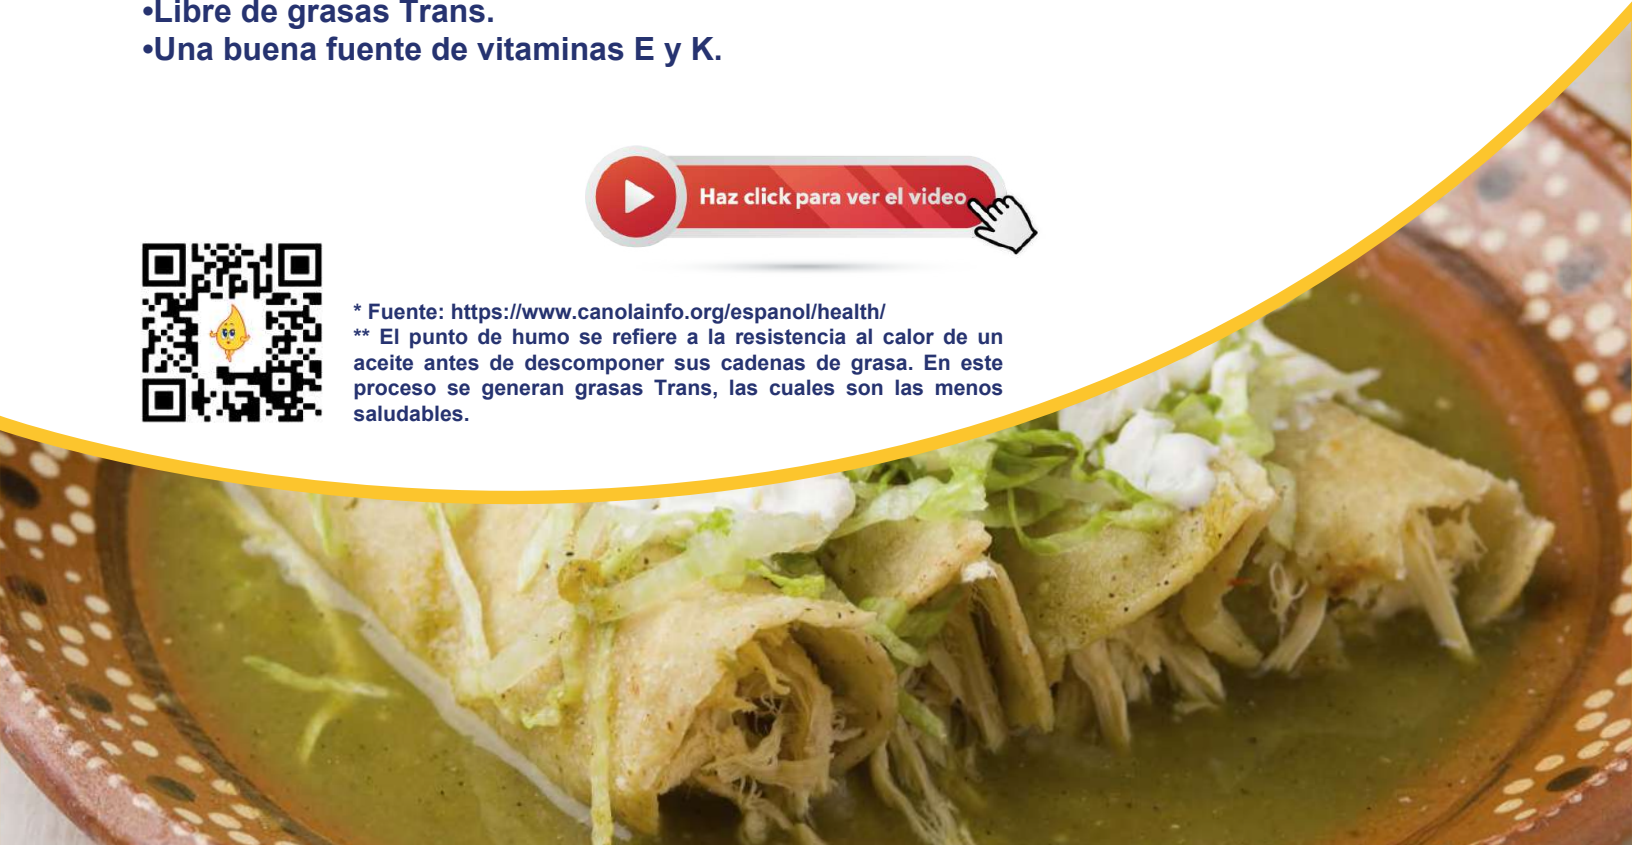 •Libre de grasas Trans.
•Una buena fuente de vitaminas E y K.
Haz click para ver el video
* Fuente: https://www.canolainfo.org/espanol/health/
** El punto de humo se refiere a la resistencia al calor de un
aceite antes de descomponer sus cadenas de grasa. En este
proceso se generan grasas Trans, las cuales son las menos
saludables.